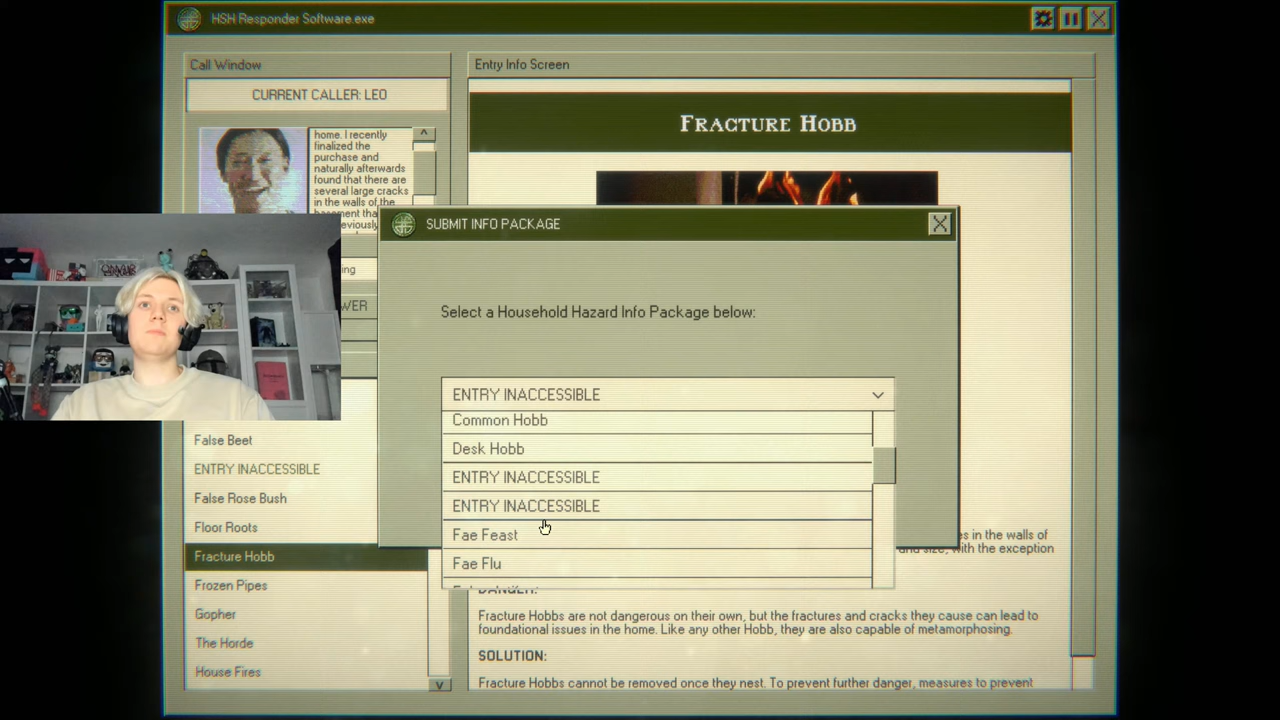 HSH Responder Software.exe
Call Window
CURRENT CALLER: LEO
home. I recently
finalized the
purchase and
naturally afterwards
found that there are
several large cracks
in the walls of the
Entry Info Screen
FRACTURE HOBB
SUBMIT INFO PACKAGE
Select a Household Hazard Info Package below:
ENTRY INACCESSIBLE
Common Hobb
Desk Hobb
ENTRY INACCESSIBLE
ENTRY INACCESSIBLE
Fae Feast
Fae Flu
False Beet
ENTRY INACCESSIBLE
False Rose Bush
Floor Roots
Fracture Hobb
Frozen Pipes
Gopher
The Horde
House Fires
in the walls of
and size, with the exception
DANGER:
Fracture Hobbs are not dangerous on their own, but the fractures and cracks they cause can lead to
foundational issues in the home. Like any other Hobb, they are also capable of metamorphosing.
SOLUTION:
Fracture Hobbs cannot be removed once they nest. To prevent further danger, measures to prevent